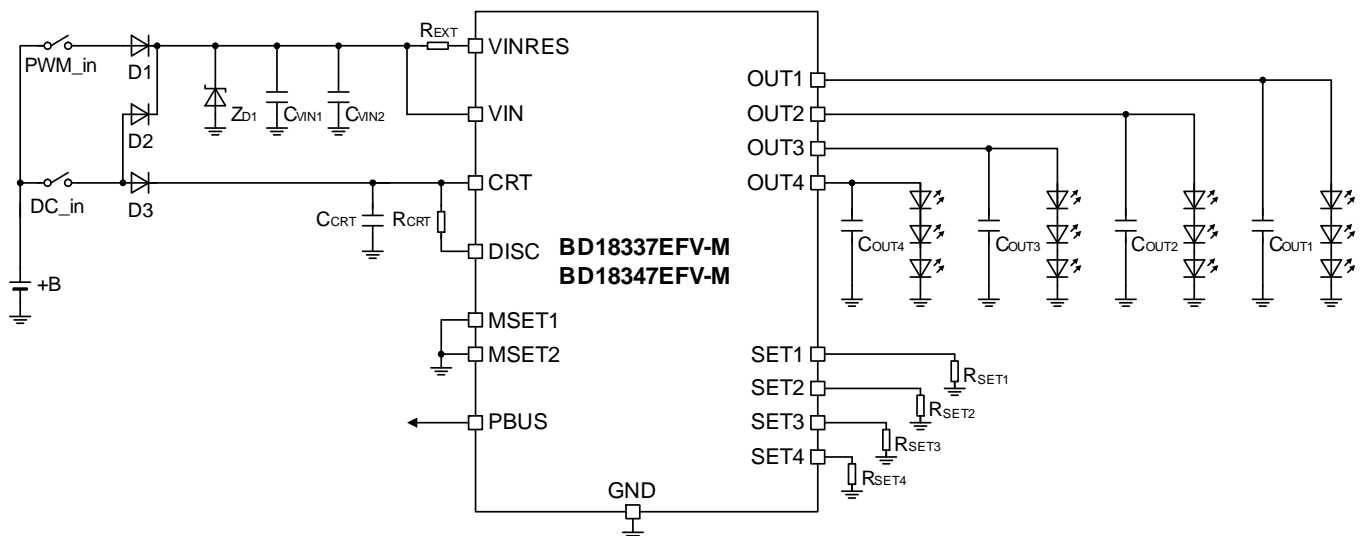 PWM_in
D1
D2
DC_in
D3
+B
ZD1
CVIN1
CVIN2
REXT
CCRT
RCRT
VINRES
VIN
CRT
DISC
MSET1
MSET2
PBUS
BD18337EFV-M
BD18347EFV-M
GND
OUT1
OUT2
OUT3
OUT4
SET1
SET2
SET3
SET4
COUT4
COUT3
COUT2
COUT1
RSET1
RSET2
RSET3
RSET4